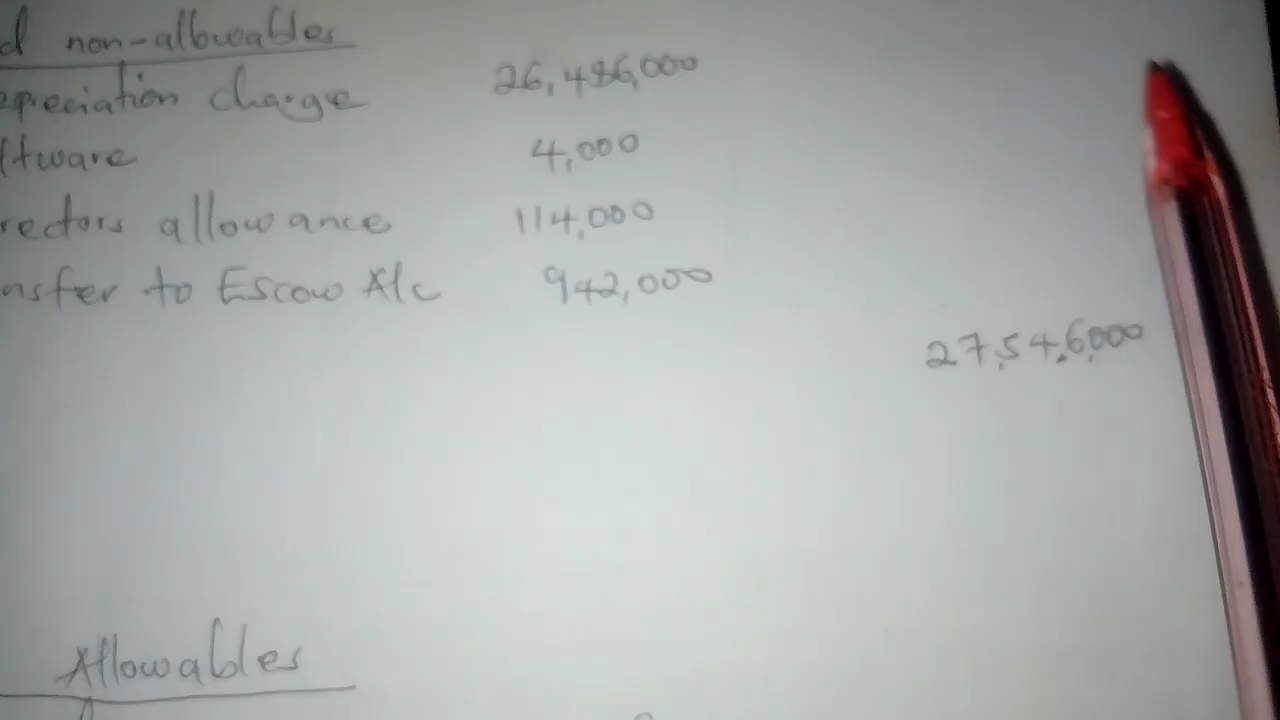 d non-allowables
epreciation charge 26,486,000
ftware 4,000
rectors allowance 114,000
nsfer to Escow A/c 942,000
27,546,000
Allowables